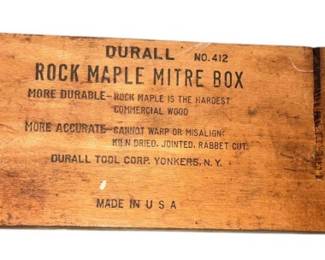 DURALL NO. 412
ROCK MAPLE MITRE BOX
MORE DURABLE-ROCK MAPLE IS THE HARDEST
COMMERCIAL WOOD
MORE ACCURATE-CANNOT WARP OR MISALIGN:
KILN DRIED, JOINTED, RABBET CUT.
DURALL TOOL CORP. YONKERS, N.Y.
MADE IN U S A